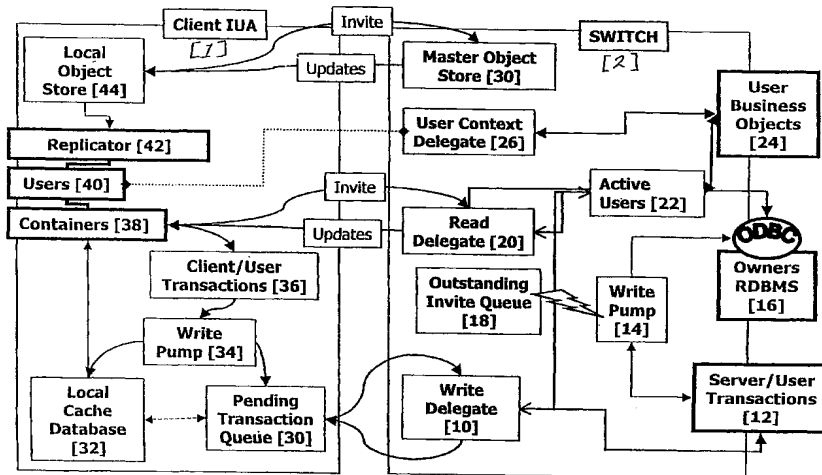 Client IUA
[1]
Invite
SWITCH
[2]
Local
Object
Store [44]
Updates
Master Object
Store [30]
User
Business
Objects
[24]
User Context
Delegate [26]
Replicator [42]
Users [40]
Containers [38]
Invite
Updates
Read
Delegate [20]
Active
Users [22]
ODBC
Owners
RDBMS
[16]
Client/User
Transactions [36]
Outstanding
Invite Queue
[18]
Write
Pump
[14]
Write
Pump [34]
Local
Cache
Database
[32]
Pending
Transaction
Queue [30]
Write
Delegate
[10]
Server/User
Transactions
[12]